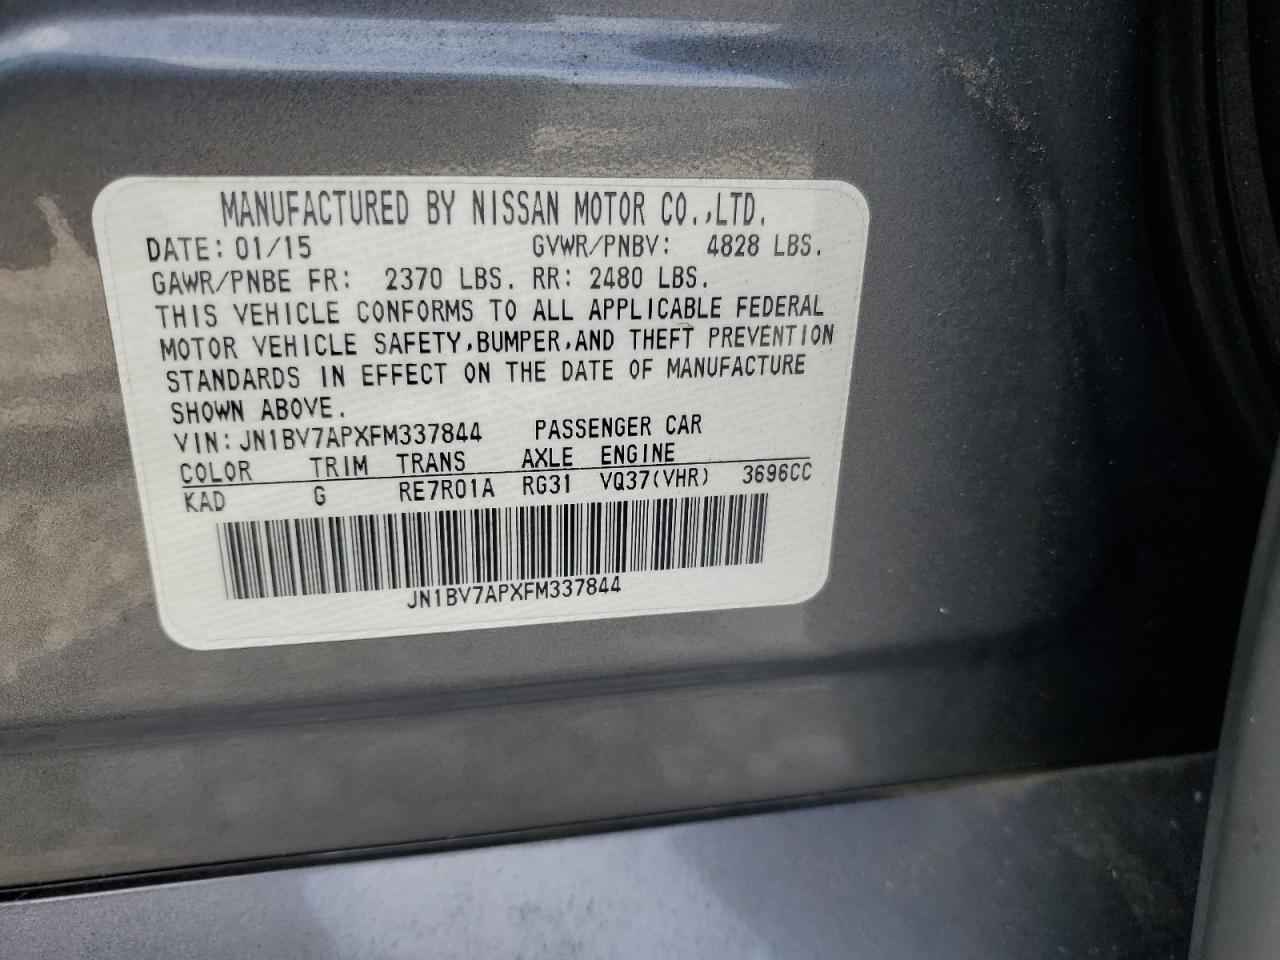 MANUFACTURED BY NISSAN MOTOR CO.,LTD.
DATE: 01/15 GVWR/PNBV: 4828 LBS.
GAWR/PNBE FR: 2370 LBS. RR: 2480 LBS.
THIS VEHICLE CONFORMS TO ALL APPLICABLE FEDERAL
MOTOR VEHICLE SAFETY,BUMPER,AND THEFT PREVENTION
STANDARDS IN EFFECT ON THE DATE OF MANUFACTURE
SHOWN ABOVE.
VIN: JN1BV7APXFM337844 PASSENGER CAR
COLOR TRIM TRANS AXLE ENGINE
KAD G RE7R01A RG31 VQ37(VHR) 3696CC
JN1BV7APXFM337844